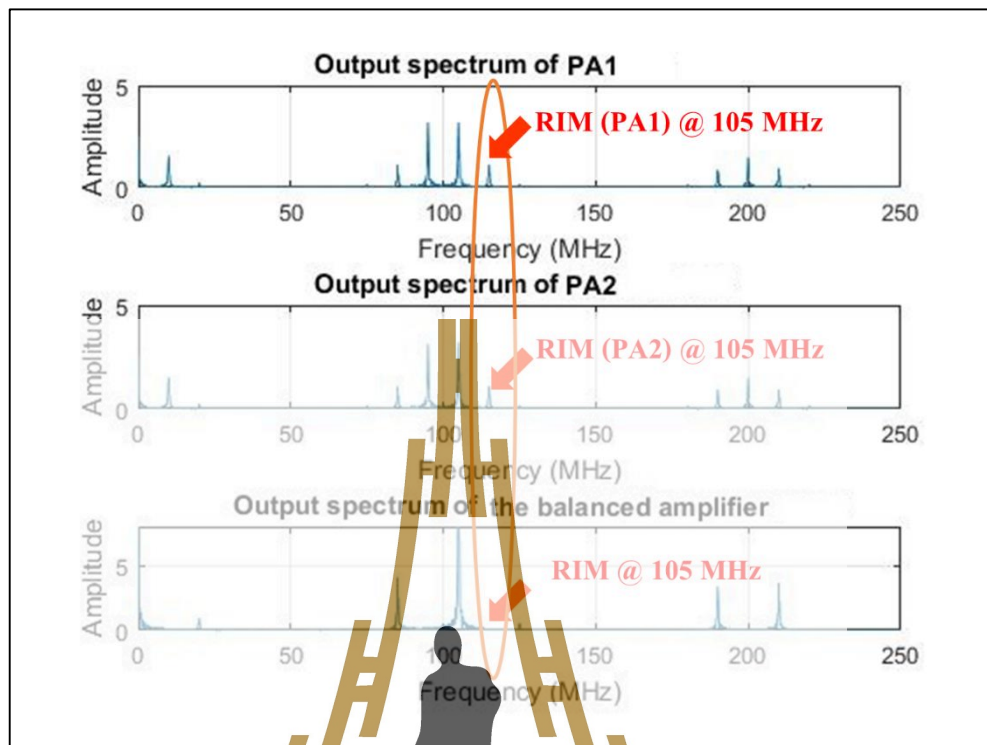 Output spectrum of PA1
Amplitude
5
RIM (PA1) @ 105 MHz
0
0 50 100 150 200 250
Frequency (MHz)
Output spectrum of PA2
Amplitude
5
RIM (PA2) @ 105 MHz
0
0 50 100 150 200 250
Frequency (MHz)
Output spectrum of the balanced amplifier
Amplitude
5
RIM @ 105 MHz
0
0 50 100 150 200 250
Frequency (MHz)